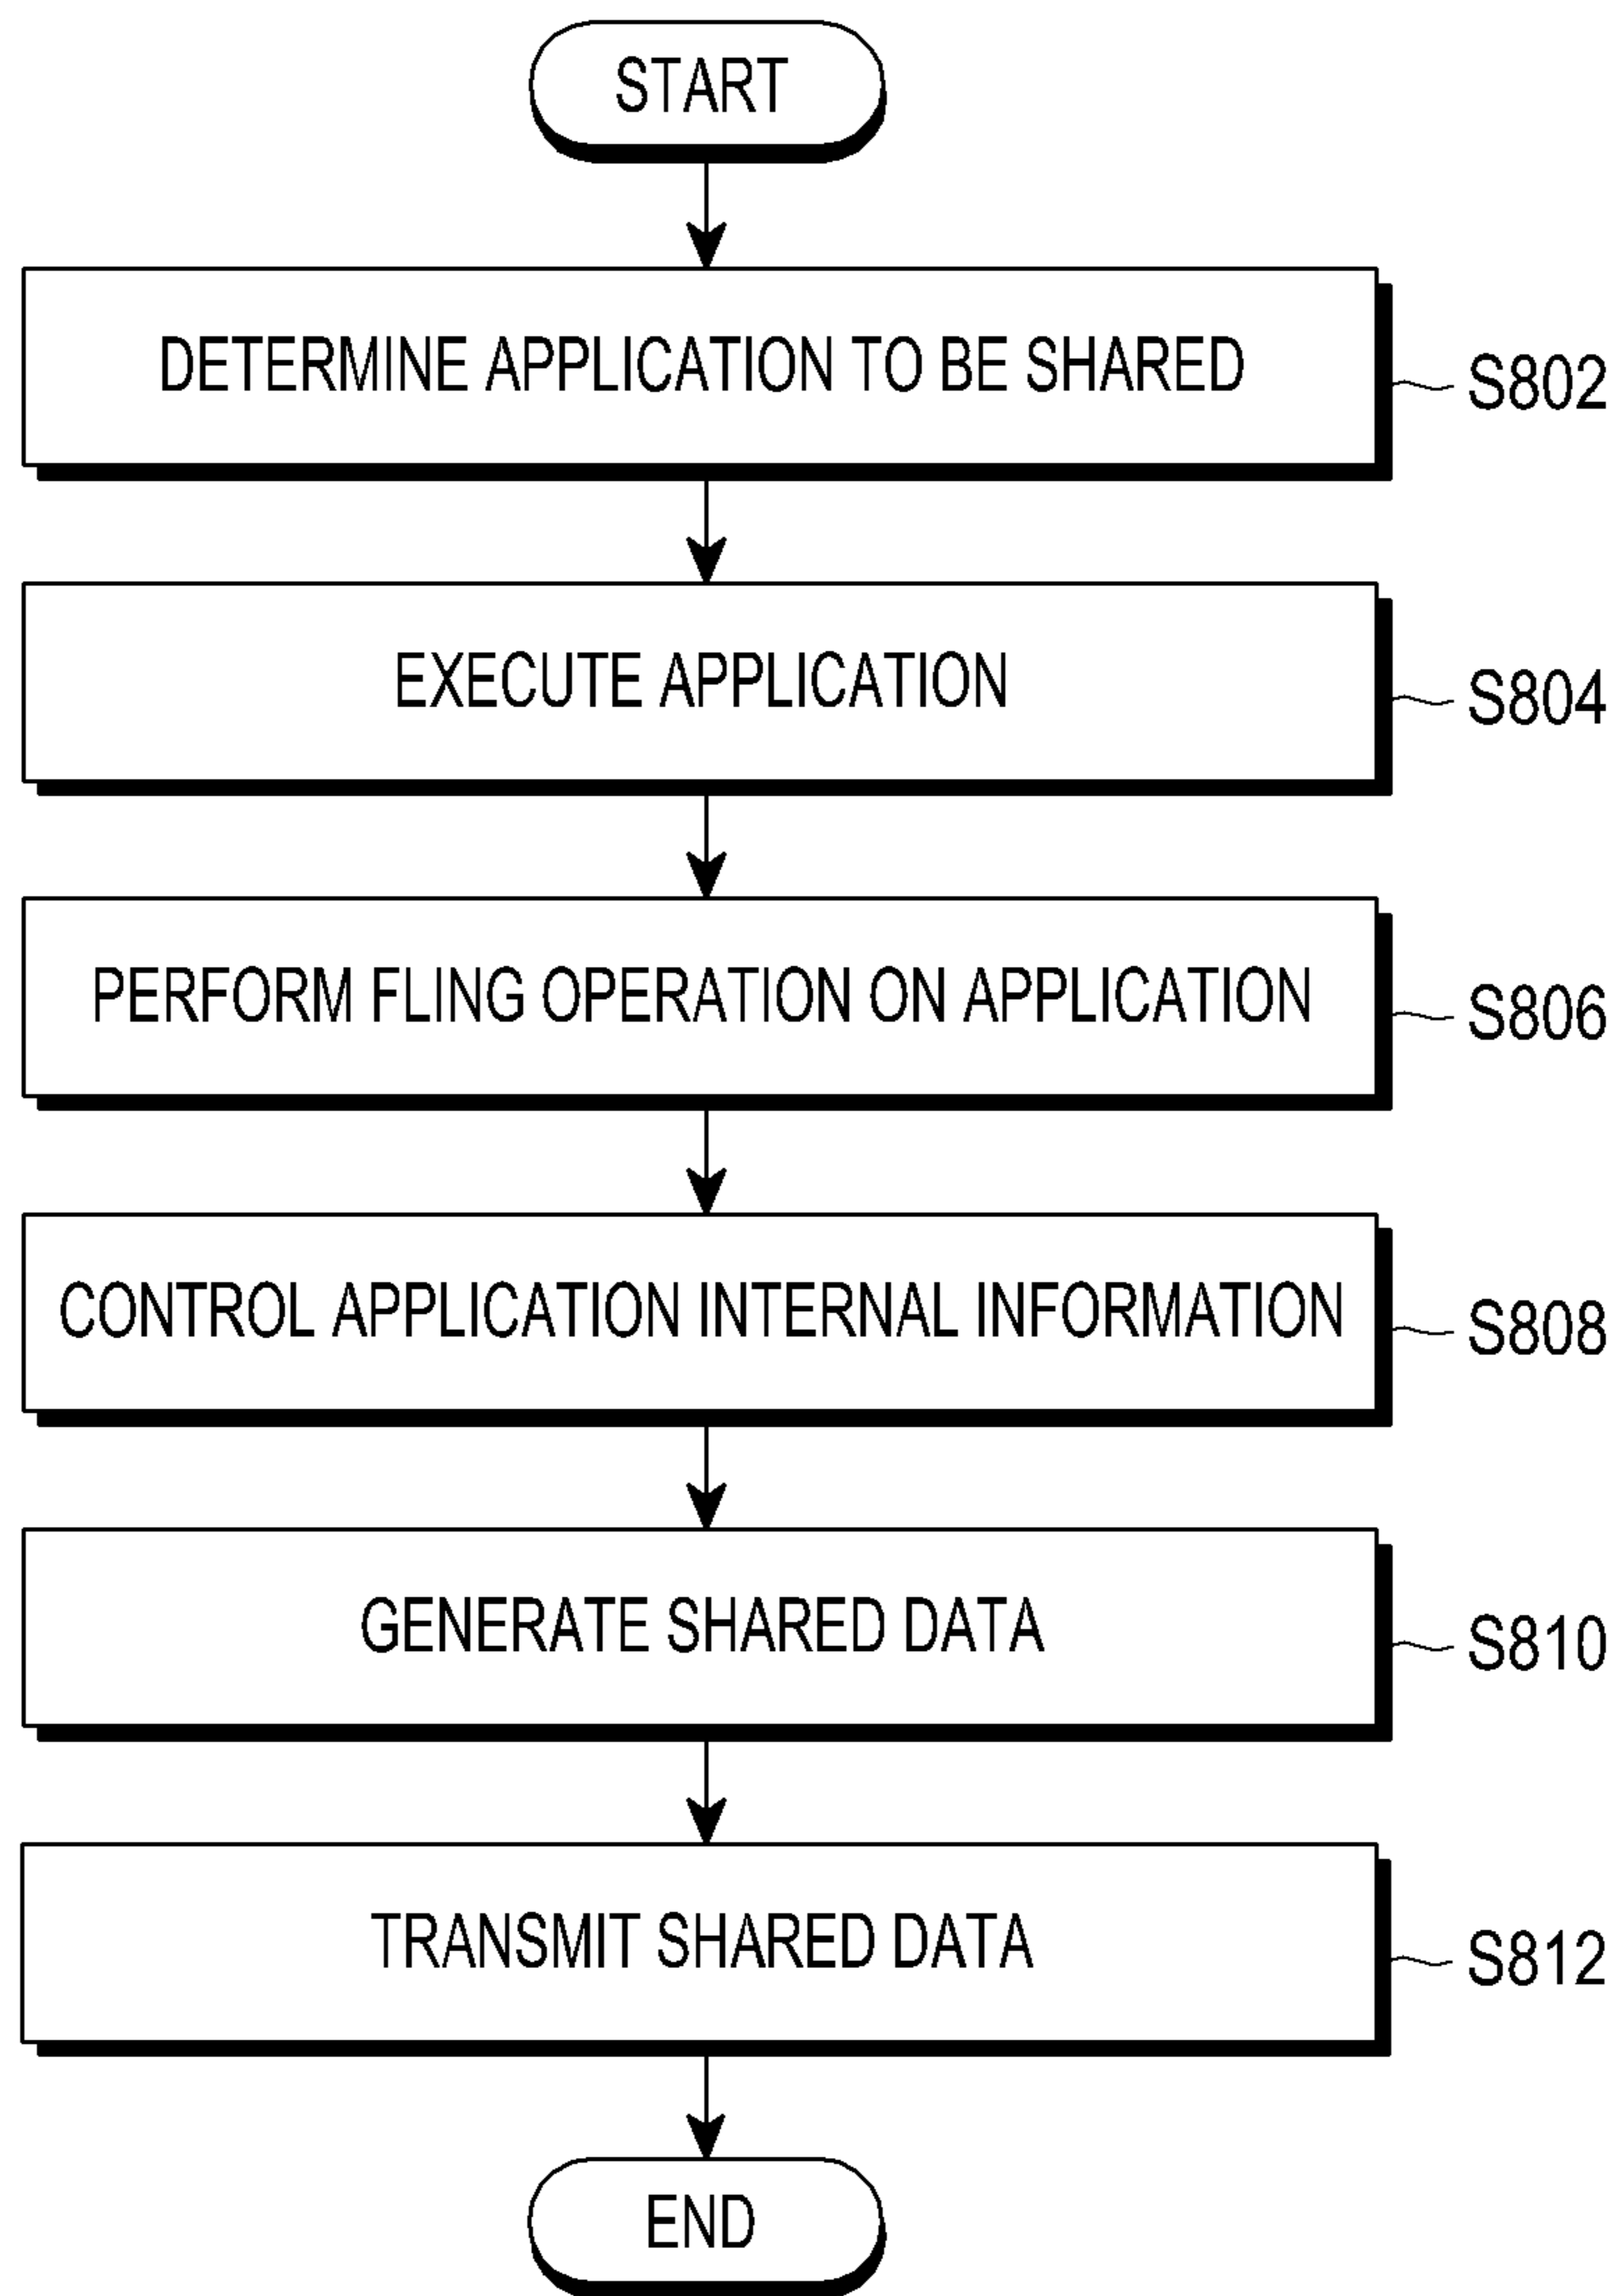 START
DETERMINE APPLICATION TO BE SHARED
S802
EXECUTE APPLICATION
S804
PERFORM FLING OPERATION ON APPLICATION
S806
CONTROL APPLICATION INTERNAL INFORMATION
S808
GENERATE SHARED DATA
S810
TRANSMIT SHARED DATA
S812
END